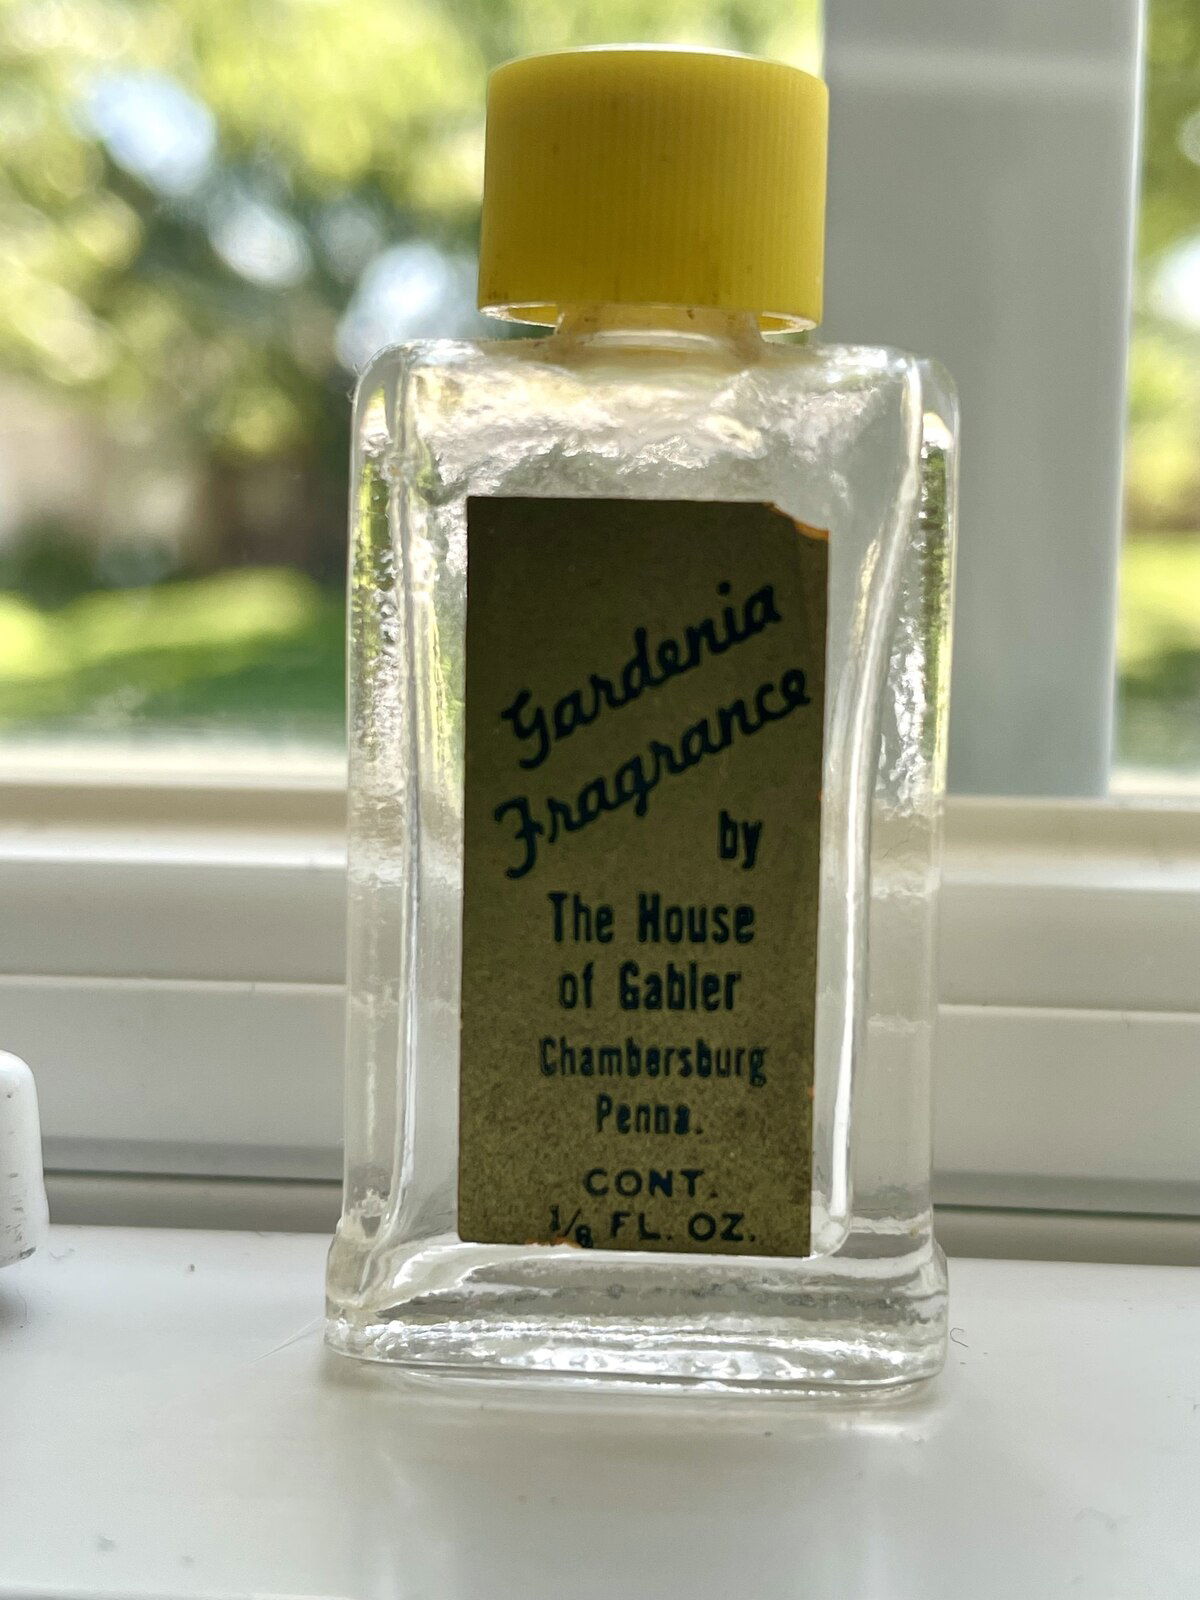 Gardenia
Fragrance
by
The House
of Gabler
Chambersburg
Penna.
CONT.
1/8 FL. OZ.